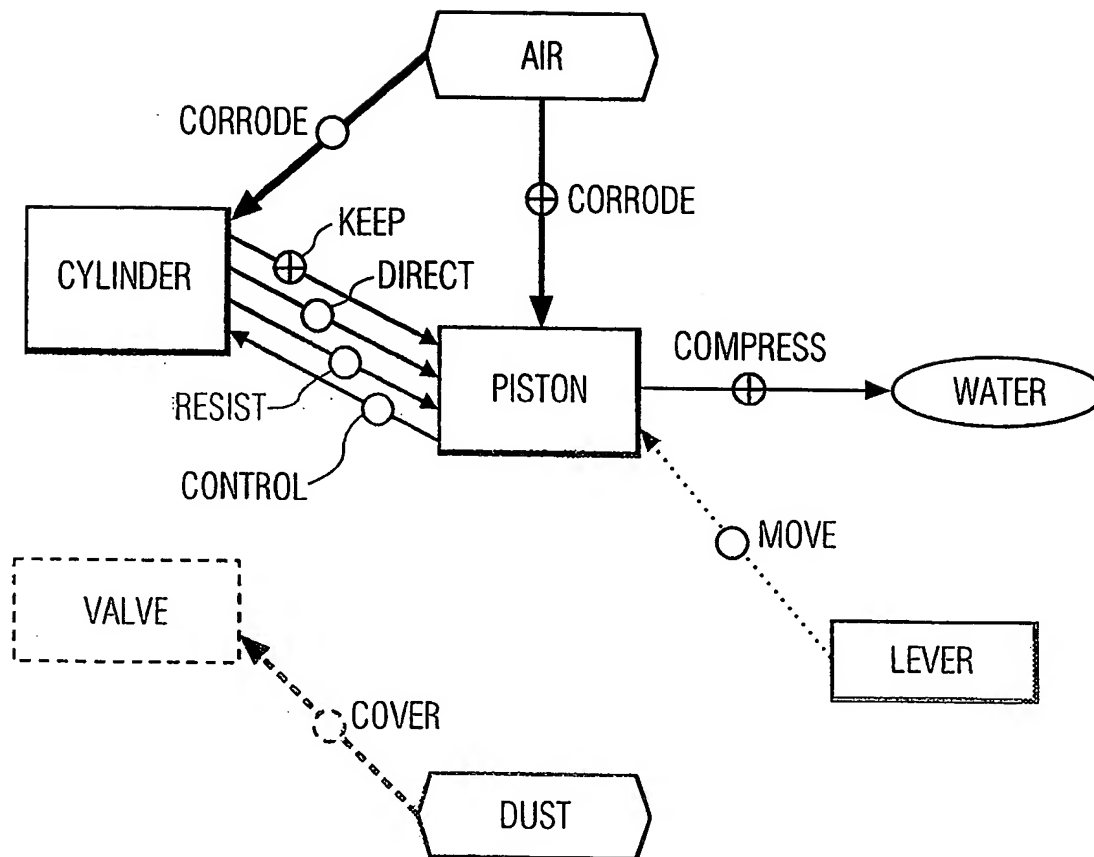 AIR
CORRODE
CORRODE
KEEP
CYLINDER
DIRECT
COMPRESS
PISTON
WATER
RESIST
CONTROL
MOVE
VALVE
LEVER
COVER
DUST